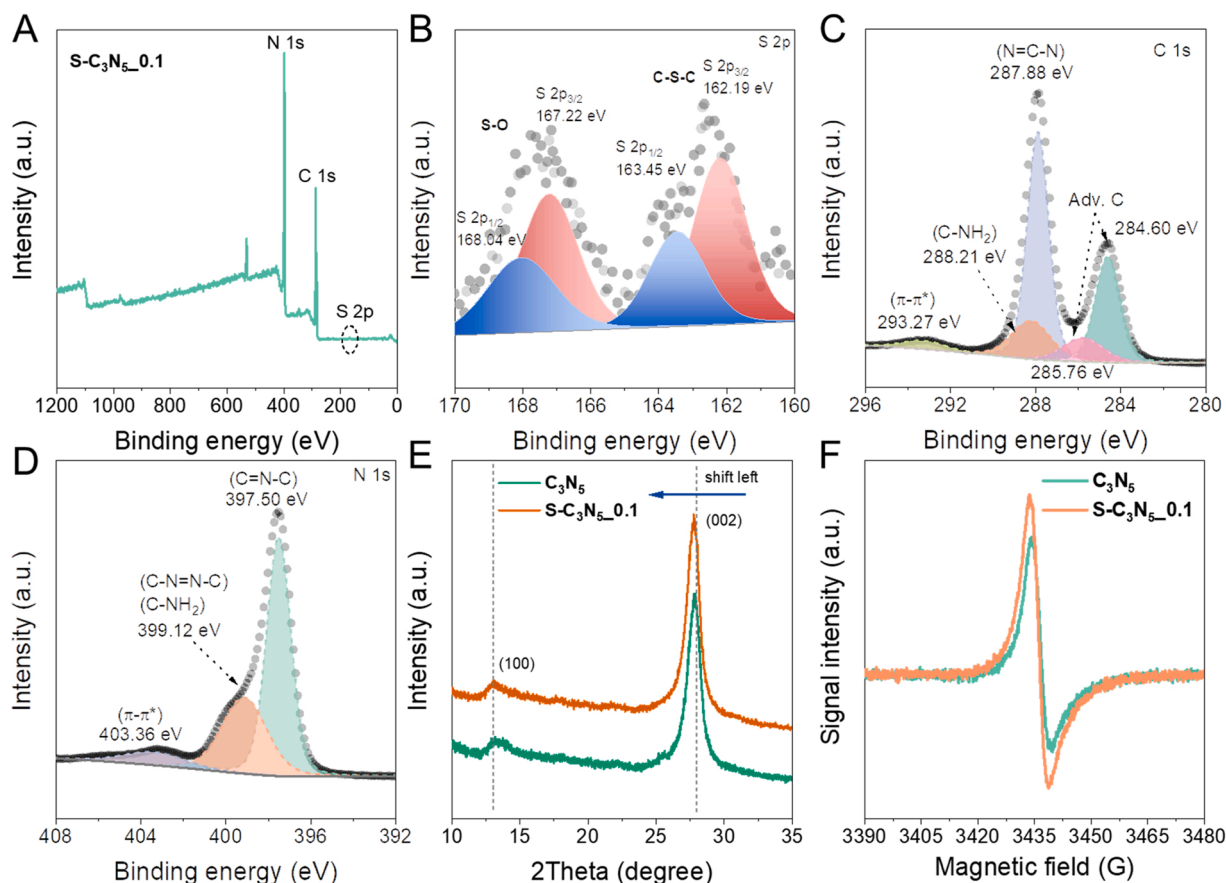 A
S-C₃N₅_0.1
N 1s
C 1s
S 2p
Intensity (a.u.)
1200 1000 800 600 400 200 0
Binding energy (eV)
B
S 2p
C-S-C
S 2p₃/₂
162.19 eV
S 2p₃/₂
167.22 eV
S-O
S 2p₁/₂
163.45 eV
S 2p₁/₂
168.04 eV
Intensity (a.u.)
170 168 166 164 162 160
Binding energy (eV)
C
C 1s
(N=C-N)
287.88 eV
Adv. C
284.60 eV
(C-NH₂)
288.21 eV
(π-π*)
293.27 eV
285.76 eV
Intensity (a.u.)
296 292 288 284 280
Binding energy (eV)
D
N 1s
(C=N-C)
397.50 eV
(C-N=N-C)
(C-NH₂)
399.12 eV
(π-π*)
403.36 eV
Intensity (a.u.)
408 404 400 396 392
Binding energy (eV)
E
C₃N₅
S-C₃N₅_0.1
shift left
(002)
(100)
Intensity (a.u.)
10 15 20 25 30 35
2Theta (degree)
F
C₃N₅
S-C₃N₅_0.1
Signal intensity (a.u.)
3390 3405 3420 3435 3450 3465 3480
Magnetic field (G)